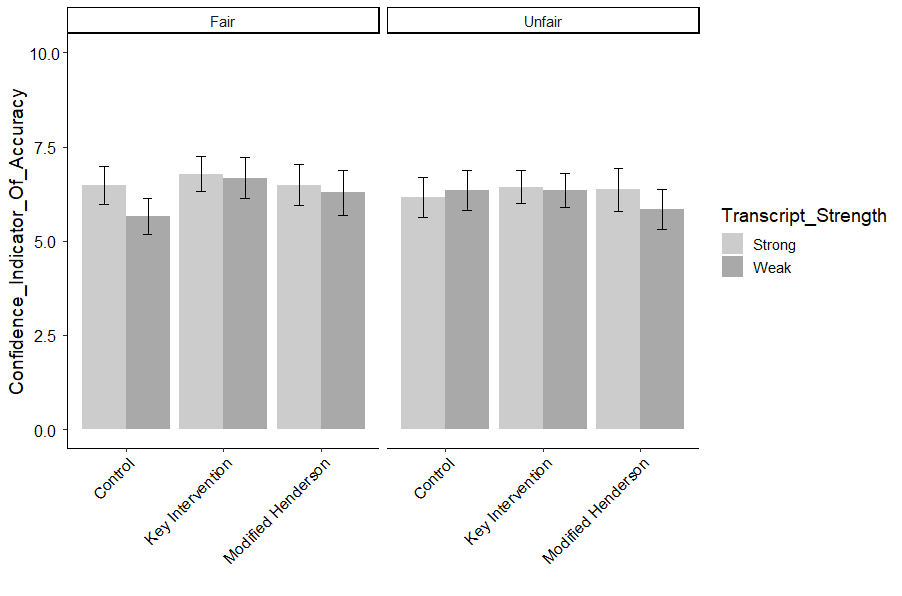 Fair
Unfair
Confidence_Indicator_Of_Accuracy
10.0
7.5
5.0
2.5
0.0
Control
Key Intervention
Modified Henderson
Control
Key Intervention
Modified Henderson
Transcript_Strength
Strong
Weak